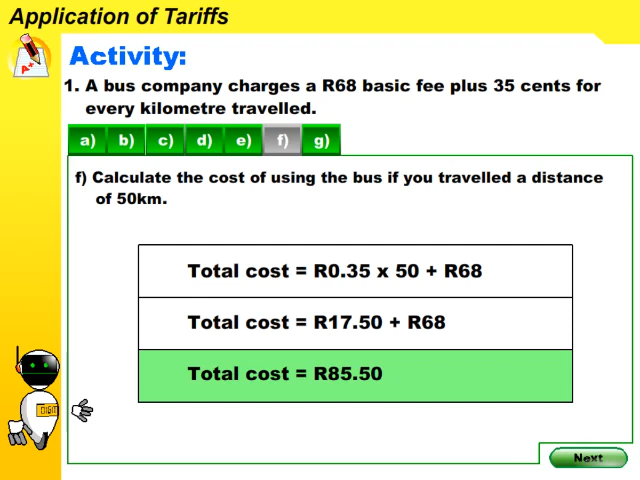 Application of Tariffs
A+
Activity:
1. A bus company charges a R68 basic fee plus 35 cents for
every kilometre travelled.
a) b) c) d) e) f) g)
f) Calculate the cost of using the bus if you travelled a distance
of 50km.
Total cost = R0.35 x 50 + R68
Total cost = R17.50 + R68
Total cost = R85.50
DIGIT
Next